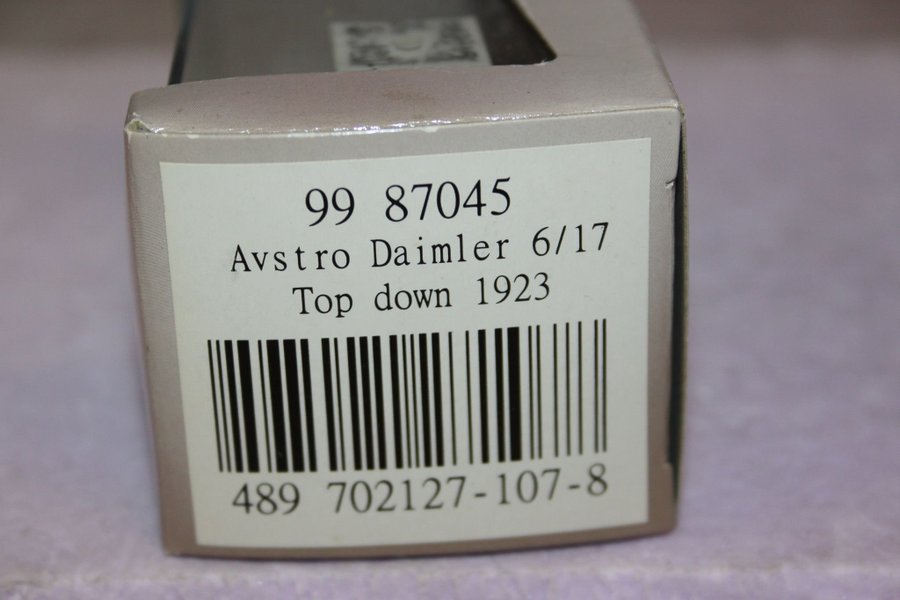 99 87045
Avstro Daimler 6/17
Top down 1923
489 702127-107-8